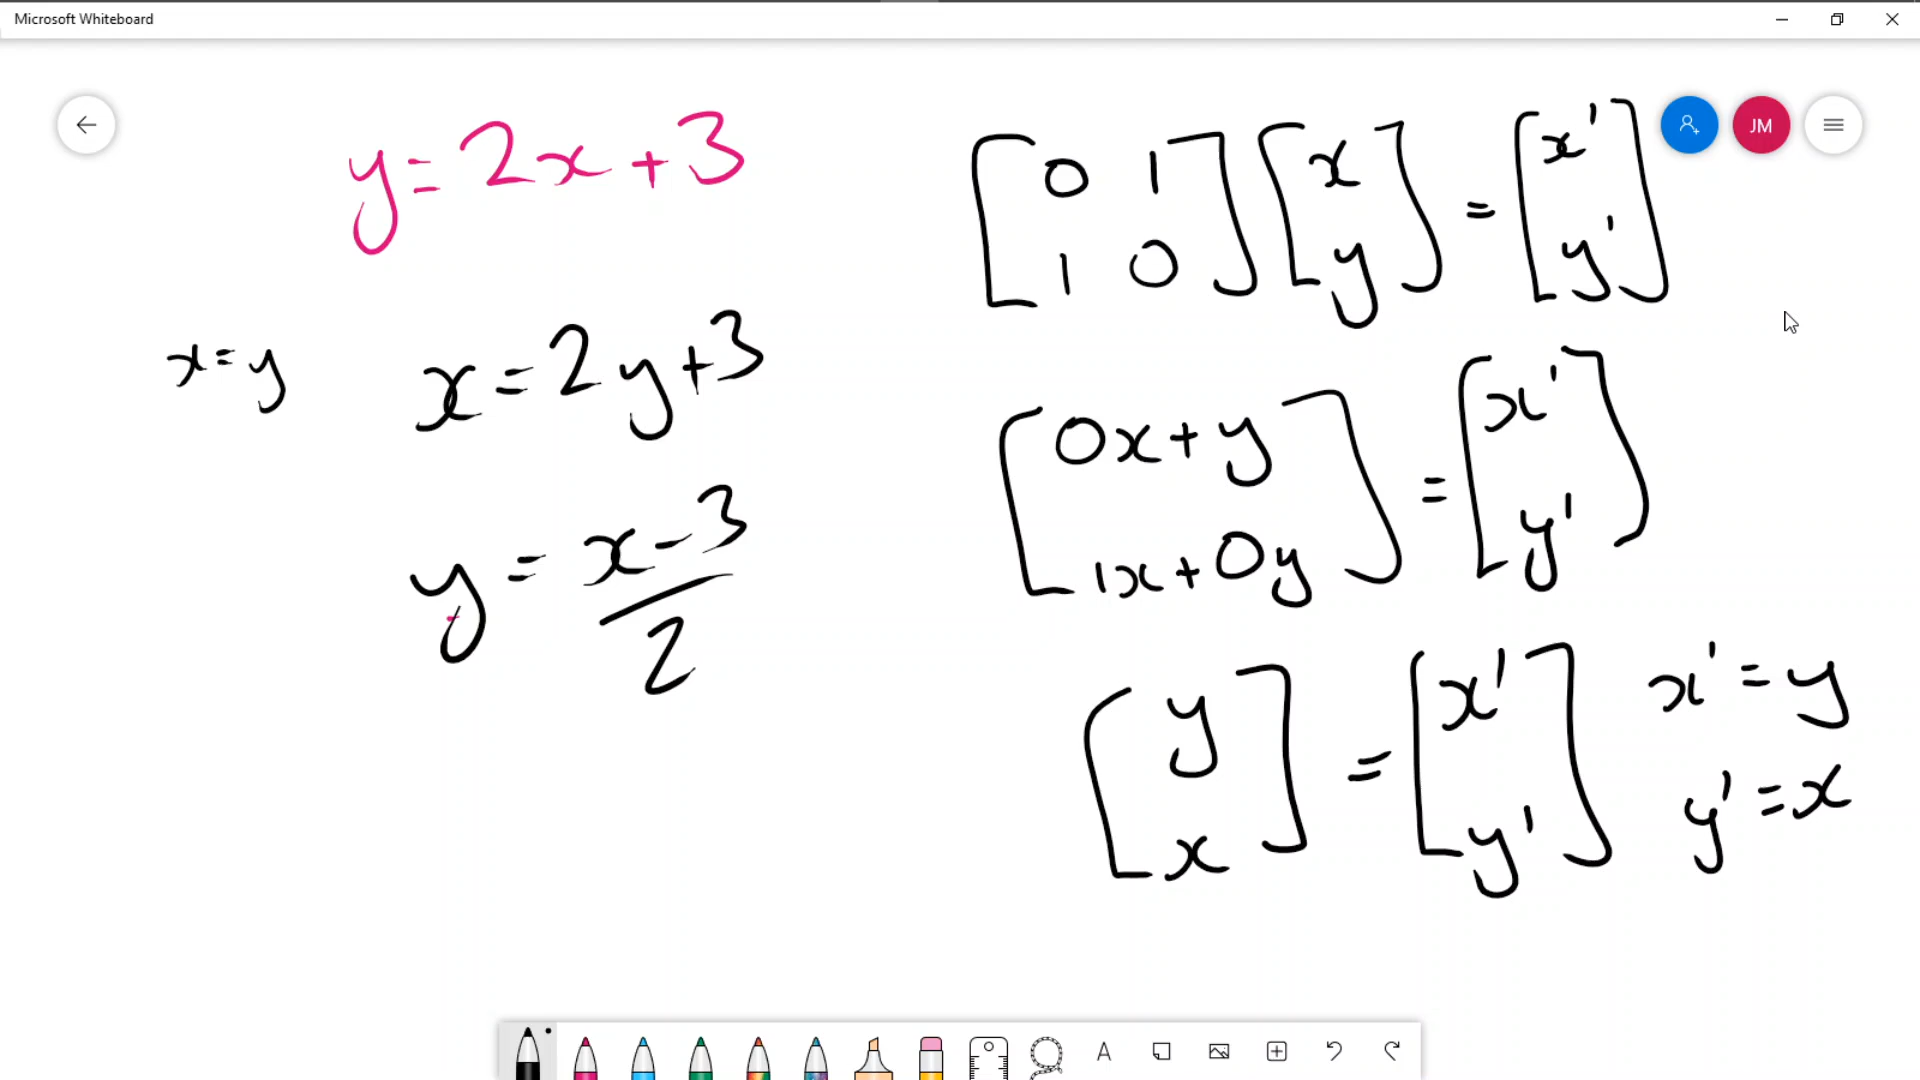 Microsoft Whiteboard
JM
y = 2x + 3
x = y
x = 2y + 3
y = x - 3
2
[0 1
1 0] [x
y] = [x'
y']
[0x + y
1x + 0y] = [x'
y']
[y
x] = [x'
y']
x' = y
y' = x
A